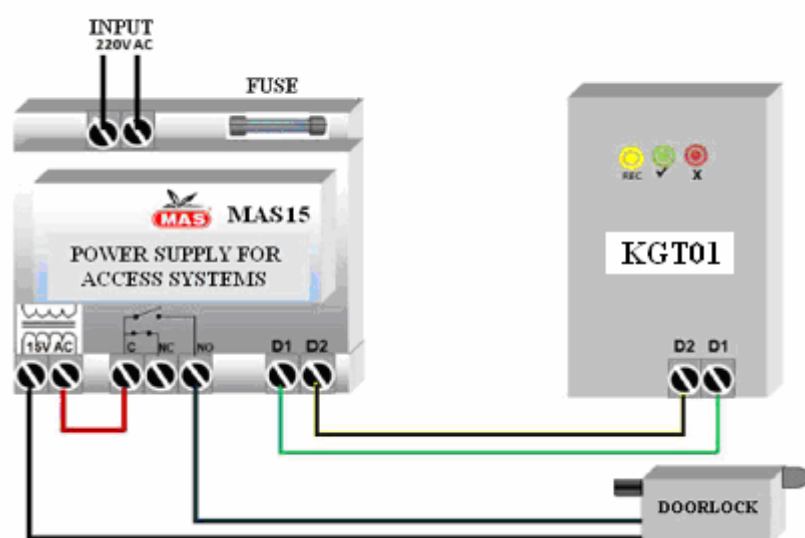 INPUT
220V AC
FUSE
MAS
MAS15
POWER SUPPLY FOR
ACCESS SYSTEMS
15V AC
C
NC
NO
D1
D2
REC
✓
X
KGT01
D2
D1
DOORLOCK